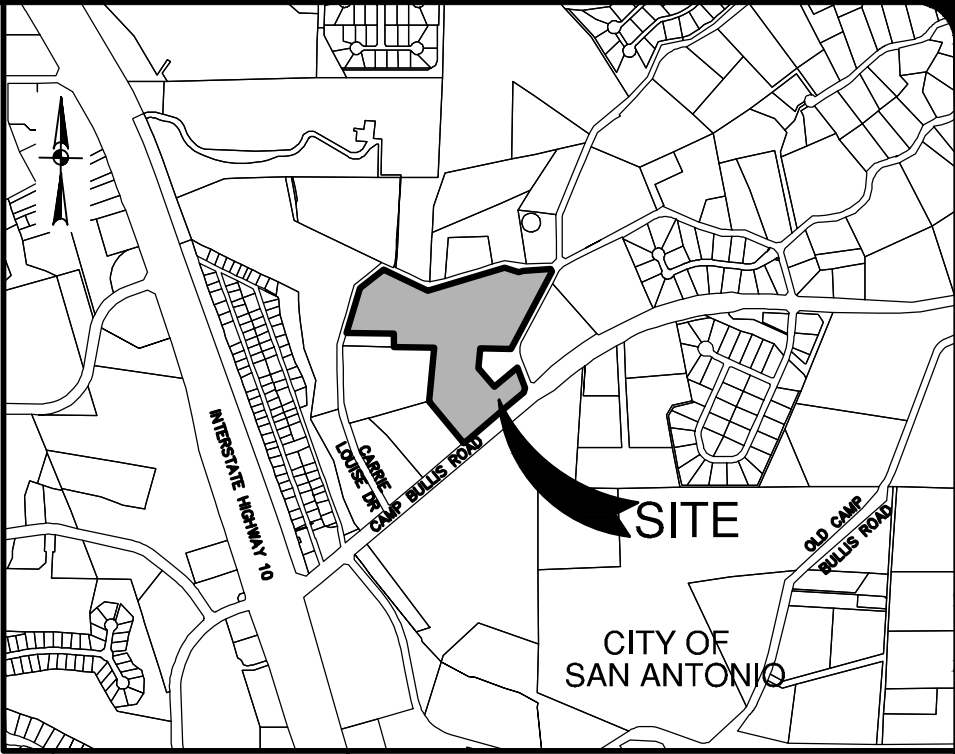 INTERSTATE HIGHWAY 10
CARRIE
LOUISE DR
CAMP BULLIS ROAD
SITE
OLD CAMP
BULLIS ROAD
CITY OF
SAN ANTONIO